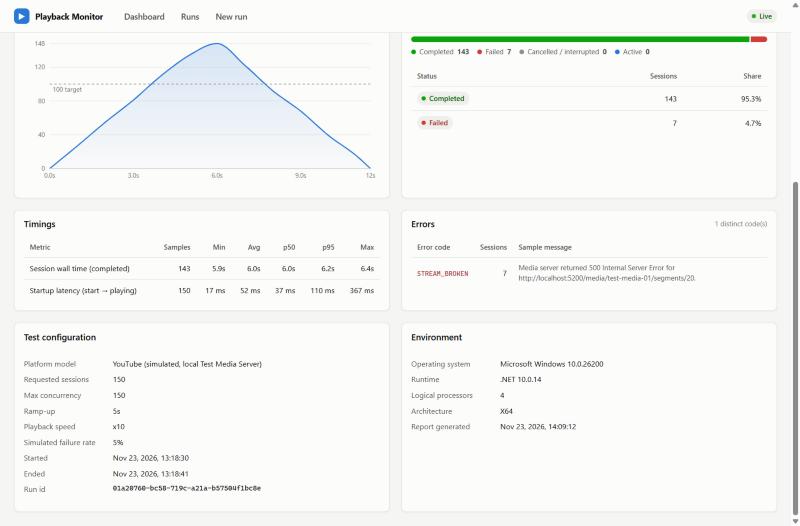 Playback Monitor Dashboard Runs New run Live
148
120
100 target
80
40
0
0.0s 3.0s 6.0s 9.0s 12s
Completed 143 Failed 7 Cancelled / interrupted 0 Active 0
Status Sessions Share
Completed 143 95.3%
Failed 7 4.7%
Timings
Metric Samples Min Avg p50 p95 Max
Session wall time (completed) 143 5.9s 6.0s 6.0s 6.2s 6.4s
Startup latency (start → playing) 150 17 ms 52 ms 37 ms 110 ms 367 ms
Errors 1 distinct code(s)
Error code Sessions Sample message
STREAM_BROKEN 7 Media server returned 500 Internal Server Error for
http://localhost:5200/media/test-media-01/segments/20.
Test configuration
Platform model YouTube (simulated, local Test Media Server)
Requested sessions 150
Max concurrency 150
Ramp-up 5s
Playback speed x10
Simulated failure rate 5%
Started Nov 23, 2026, 13:18:30
Ended Nov 23, 2026, 13:18:41
Run id 01a20760-bc58-719c-a21a-b57504f1bc8e
Environment
Operating system Microsoft Windows 10.0.26200
Runtime .NET 10.0.14
Logical processors 4
Architecture X64
Report generated Nov 23, 2026, 14:09:12